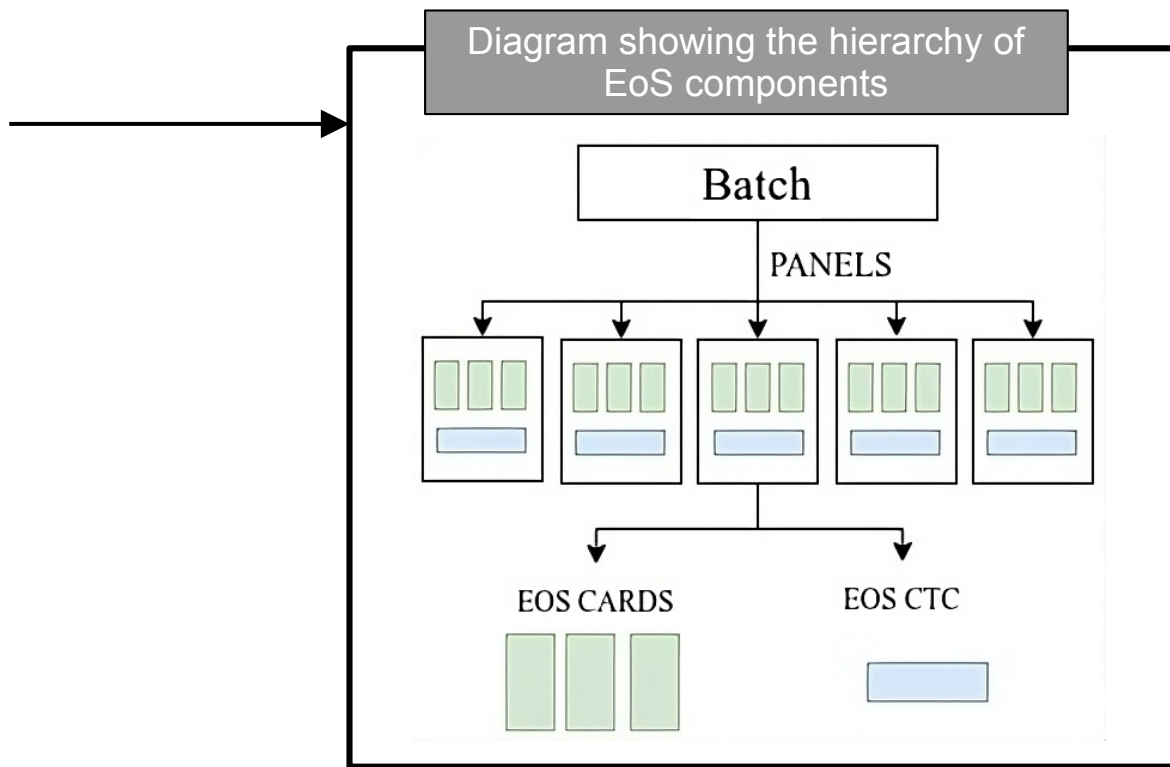 Diagram showing the hierarchy of
EoS components
Batch
PANELS
EOS CARDS
EOS CTC